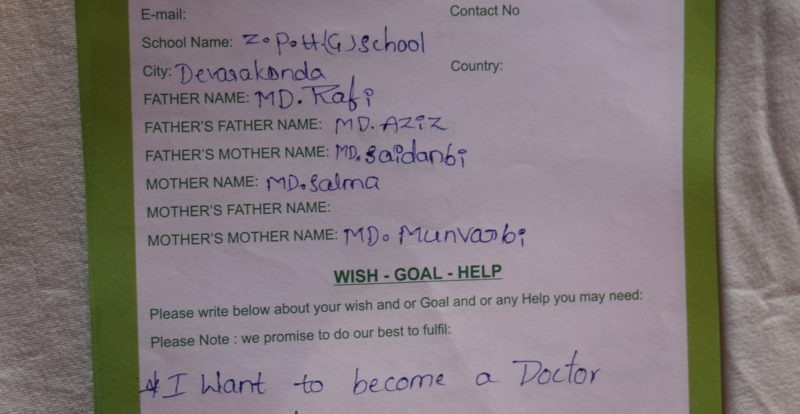 E-mail: Contact No
School Name: Z.P.H.(G)School
City: Devarakonda Country:
FATHER NAME: MD. Rafi
FATHER'S FATHER NAME: MD. AZiZ
FATHER'S MOTHER NAME: MD. Saidanbi
MOTHER NAME: MD. Salma
MOTHER'S FATHER NAME:
MOTHER'S MOTHER NAME: MD. Munvarbi
WISH - GOAL - HELP
Please write below about your wish and or Goal and or any Help you may need:
Please Note : we promise to do our best to fulfil:
* I Want to become a Doctor